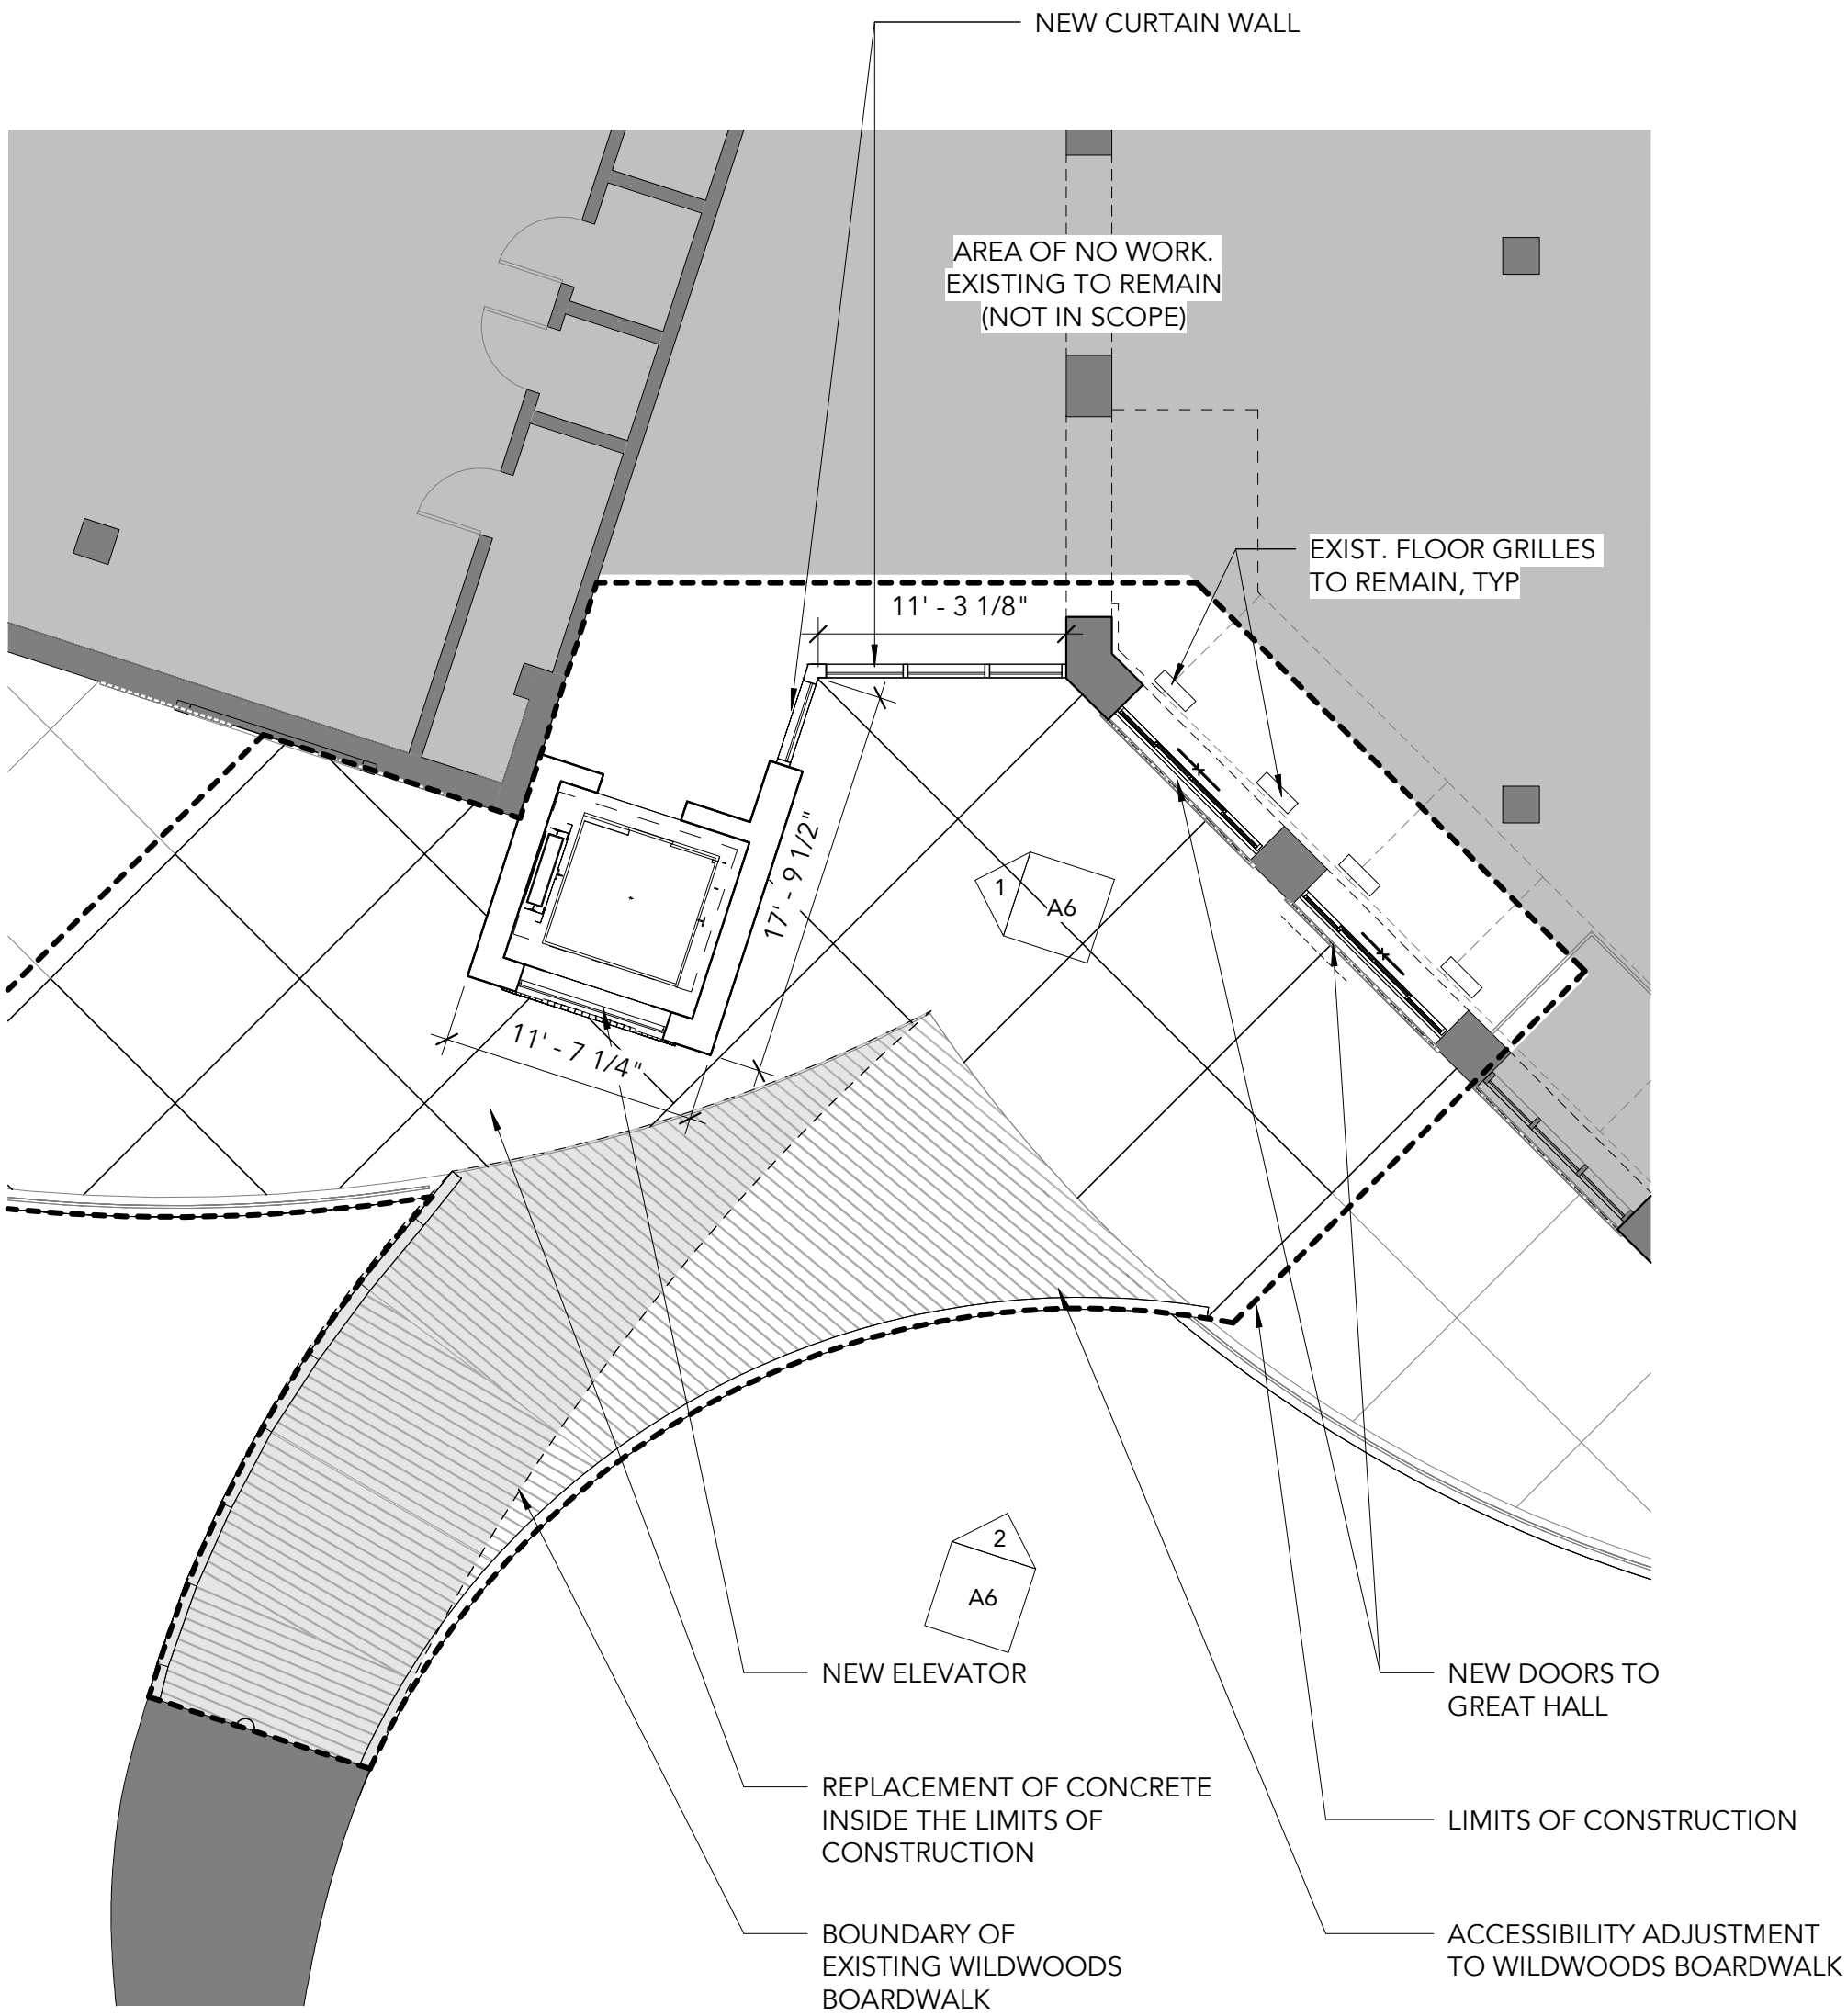 NEW CURTAIN WALL
AREA OF NO WORK.
EXISTING TO REMAIN
(NOT IN SCOPE)
EXIST. FLOOR GRILLES
TO REMAIN, TYP
11' - 3 1/8"
17' - 9 1/2"
1
A6
11' - 7 1/4"
2
A6
NEW ELEVATOR
NEW DOORS TO
GREAT HALL
REPLACEMENT OF CONCRETE
INSIDE THE LIMITS OF
CONSTRUCTION
LIMITS OF CONSTRUCTION
BOUNDARY OF
EXISTING WILDWOODS
BOARDWALK
ACCESSIBILITY ADJUSTMENT
TO WILDWOODS BOARDWALK